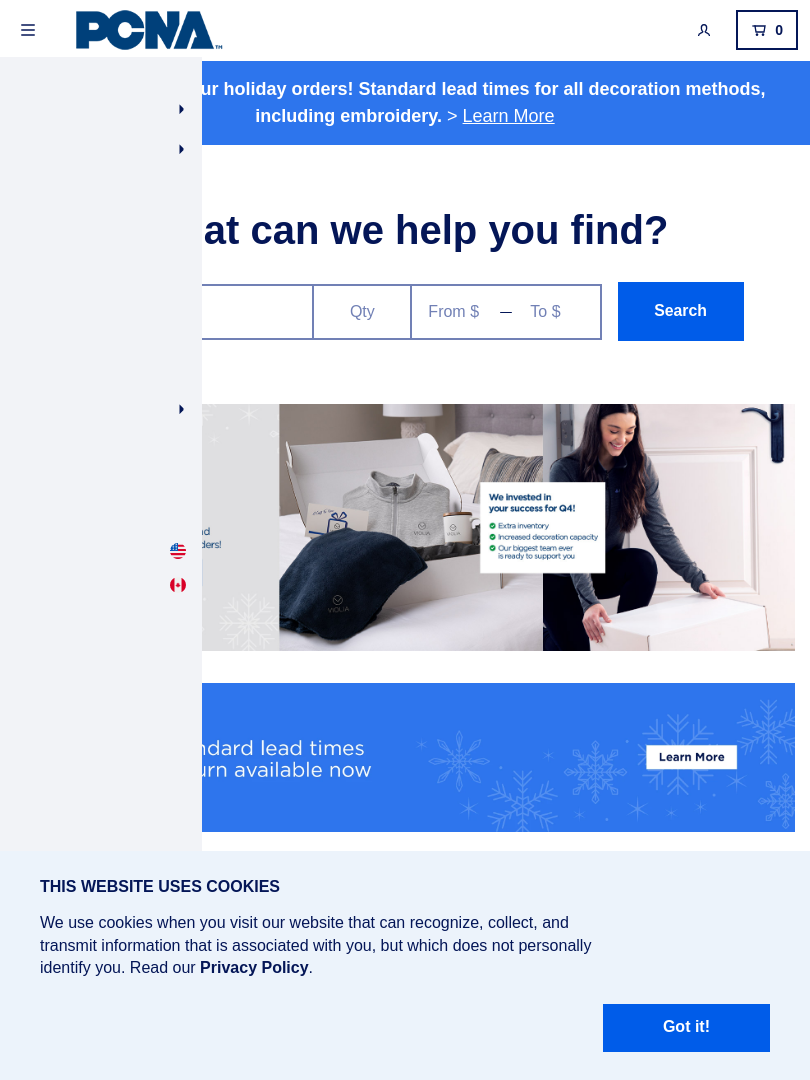 PCNA™
0
ur holiday orders! Standard lead times for all decoration methods,
including embroidery. > Learn More
at can we help you find?
Qty
From $ — To $
Search
We invested in
your success for Q4!
Extra inventory
Increased decoration capacity
Our biggest team ever
is ready to support you
nd
ders!
VIOLIA
VIOLIA
VIOLIA
ndard lead times
urn available now
Learn More
THIS WEBSITE USES COOKIES
We use cookies when you visit our website that can recognize, collect, and
transmit information that is associated with you, but which does not personally
identify you. Read our Privacy Policy.
Got it!